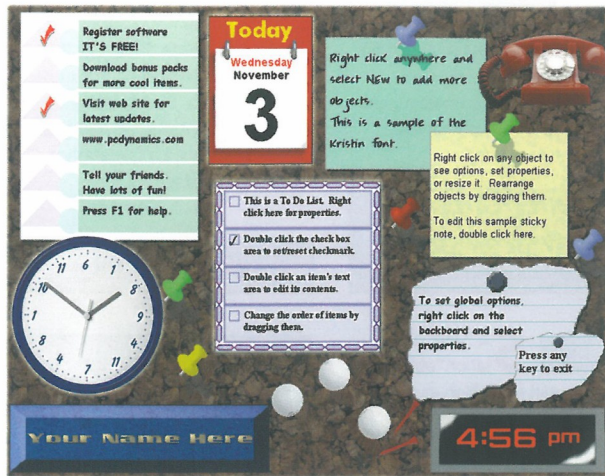 Register software
IT'S FREE!
Download bonus packs
for more cool items.
Visit web site for
latest updates.
www.pcdynamics.com
Tell your friends.
Have lots of fun!
Press F1 for help.
Today
Wednesday
November
3
Right click anywhere and
select NEW to add more
objects.
This is a sample of the
Kristin font.
Right click on any object to
see options, set properties,
or resize it. Rearrange
objects by dragging them.
To edit this sample sticky
note, double click here.
This is a To Do List. Right
click here for properties.
Double click the check box
area to set/reset checkmark.
Double click an item's text
area to edit its contents.
Change the order of items by
dragging them.
To set global options,
right click on the
backboard and select
properties.
Press any
key to exit
Your Name Here
4:56 pm